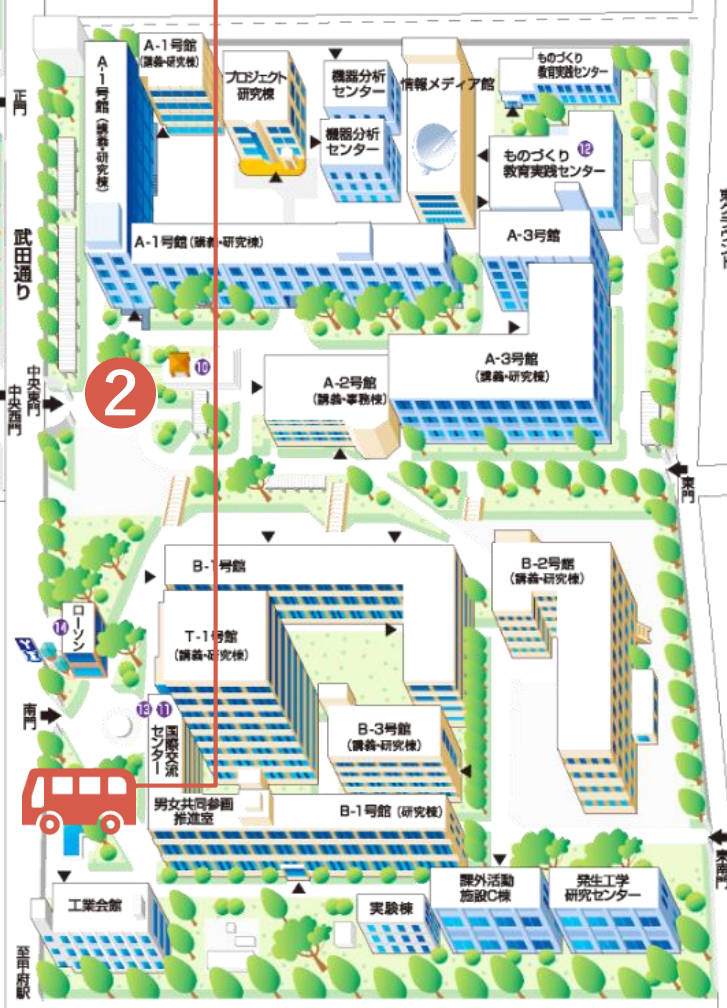 A-1号館
(講義・研究棟)
A-1号館(講義・研究棟)
プロジェクト
研究棟
機器分析
センター
機器分析
センター
情報メディア館
ものづくり
教育実践センター
ものづくり
教育実践センター
12
正門
武田通り
A-1号館(講義・研究棟)
A-3号館
10
2
A-2号館
(講義・事務棟)
A-3号館
(講義・研究棟)
中央東門
中央西門
東門
B-1号館
B-2号館
(講義・研究棟)
ローソン
14
T-1号館
(講義・研究棟)
南門
13
11
国際交流
センター
B-3号館
(講義・研究棟)
男女共同参画
推進室
B-1号館(研究棟)
東南門
工業会館
実験棟
課外活動
施設C棟
発生工学
研究センター
至甲府駅